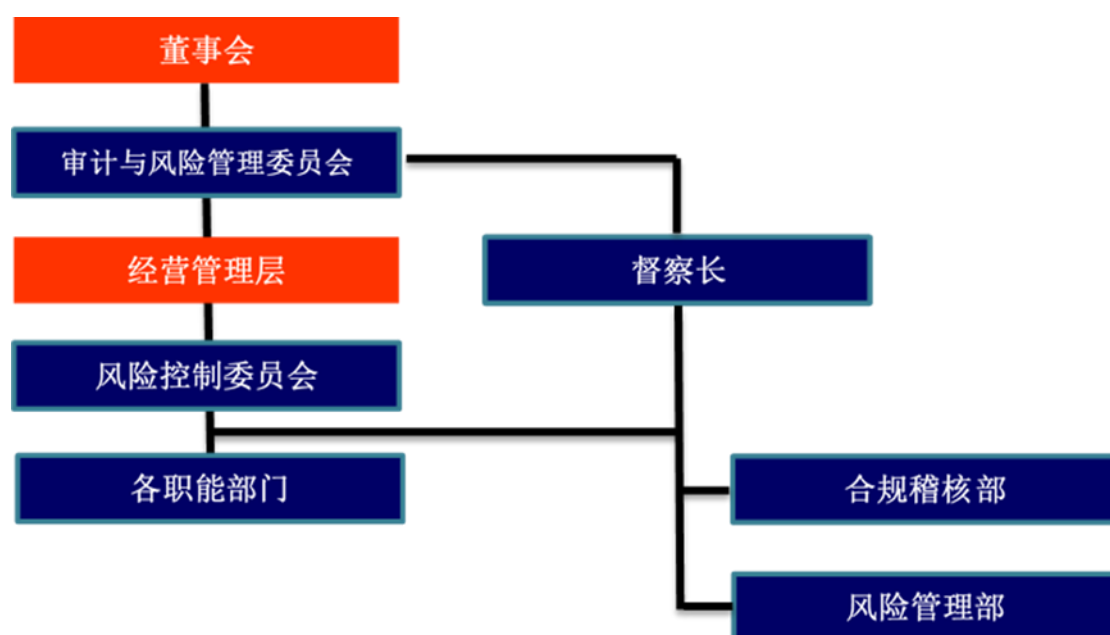 董事会
审计与风险管理委员会
经营管理层
督察长
风险控制委员会
各职能部门
合规稽核部
风险管理部